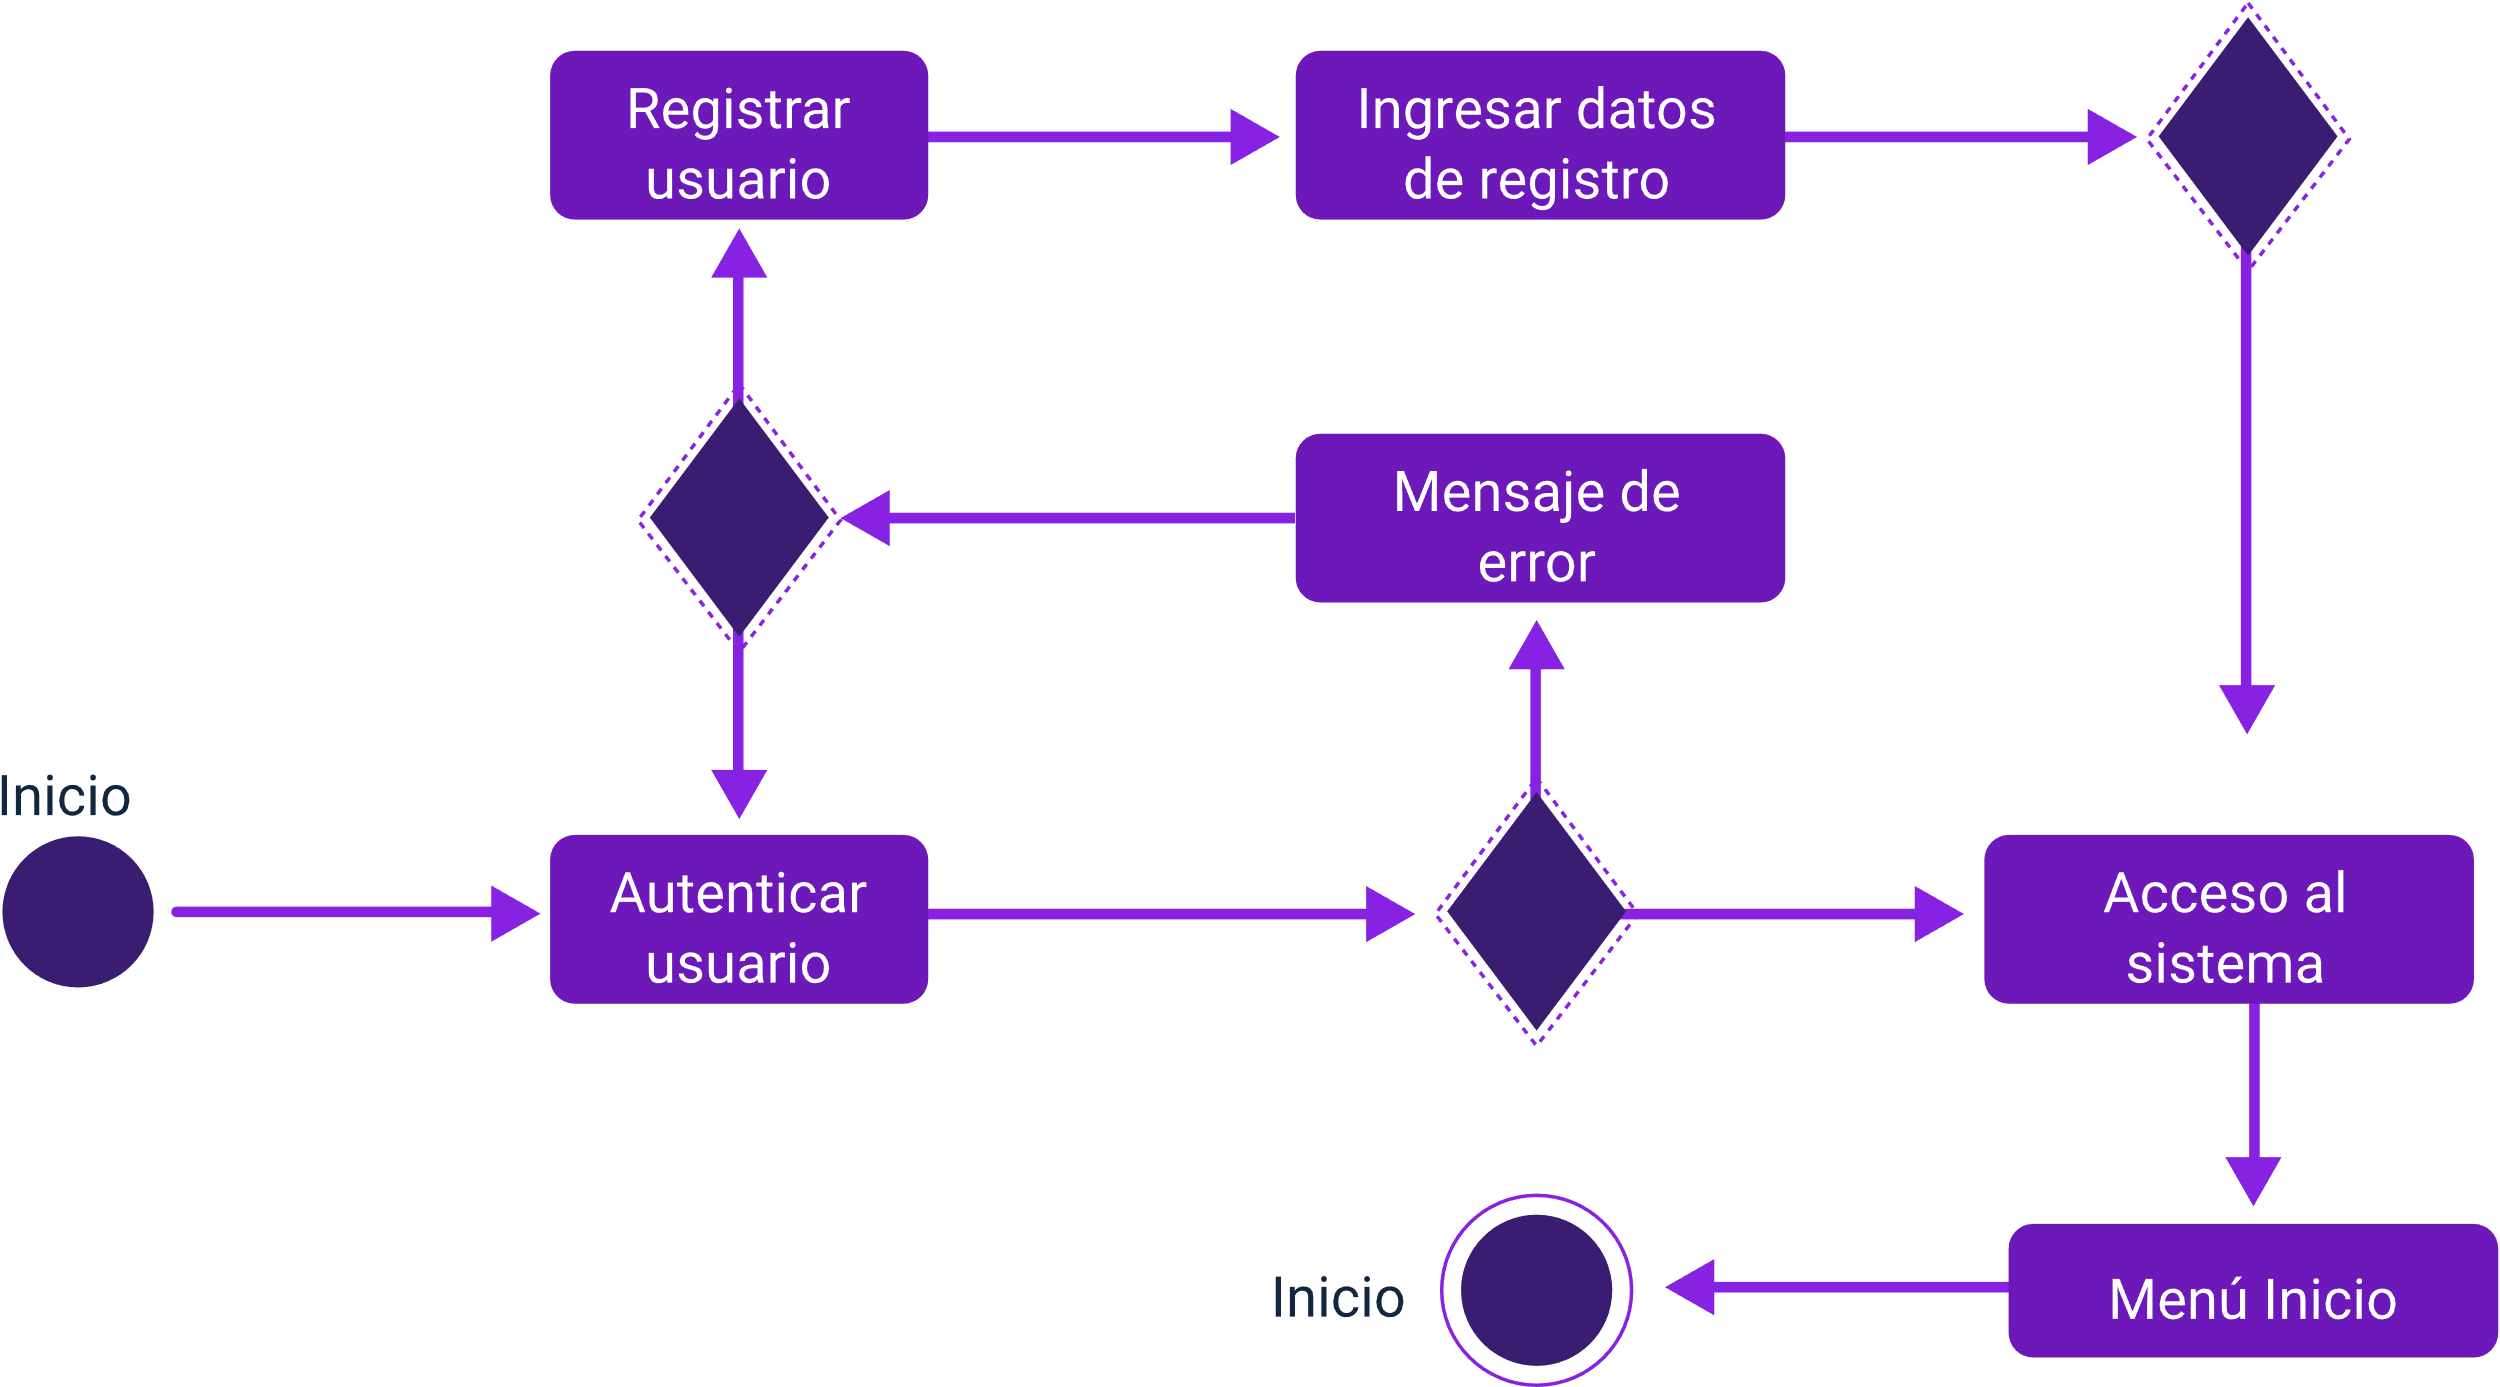 Registrar
usuario
Ingresar datos
de registro
Mensaje de
error
Inicio
Autenticar
usuario
Acceso al
sistema
Inicio
Menú Inicio